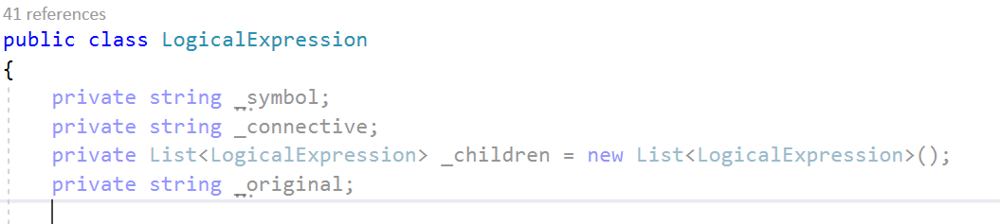 41 references
public class LogicalExpression
{
    private string _symbol;
    private string _connective;
    private List<LogicalExpression> _children = new List<LogicalExpression>();
    private string _original;